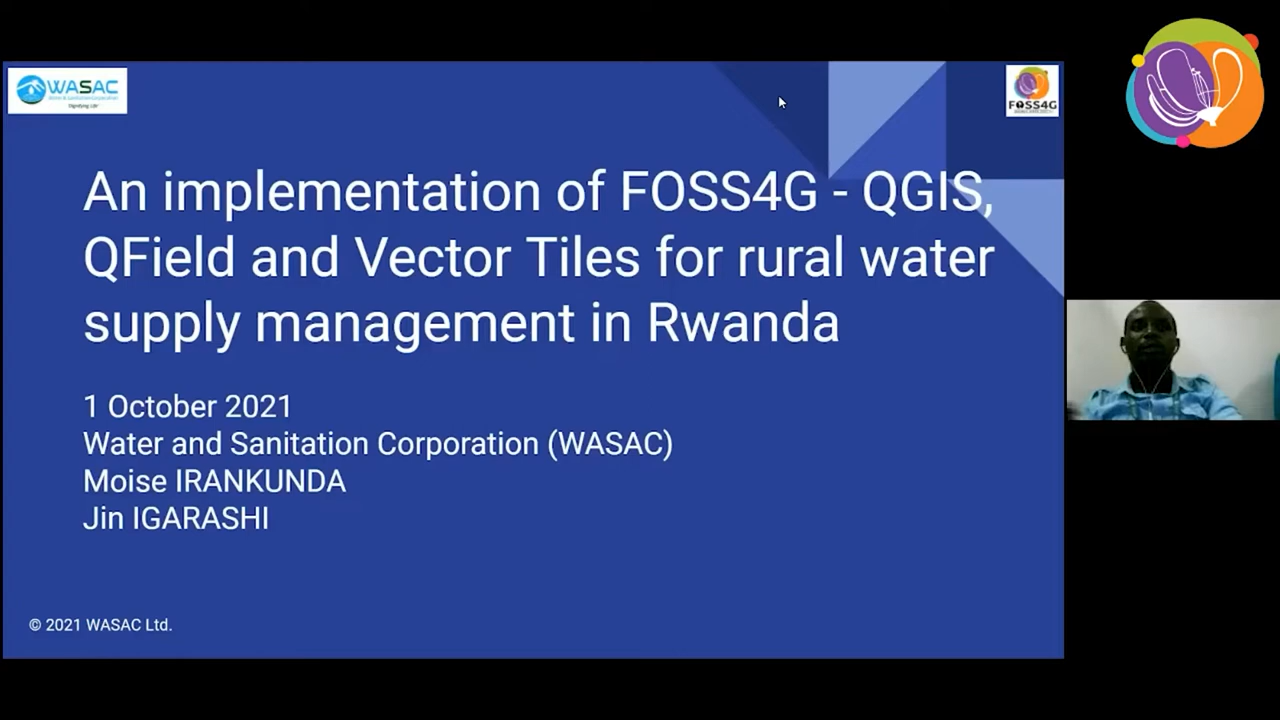 WASAC
FOSS4G
An implementation of FOSS4G - QGIS,
QField and Vector Tiles for rural water
supply management in Rwanda
1 October 2021
Water and Sanitation Corporation (WASAC)
Moise IRANKUNDA
Jin IGARASHI
© 2021 WASAC Ltd.